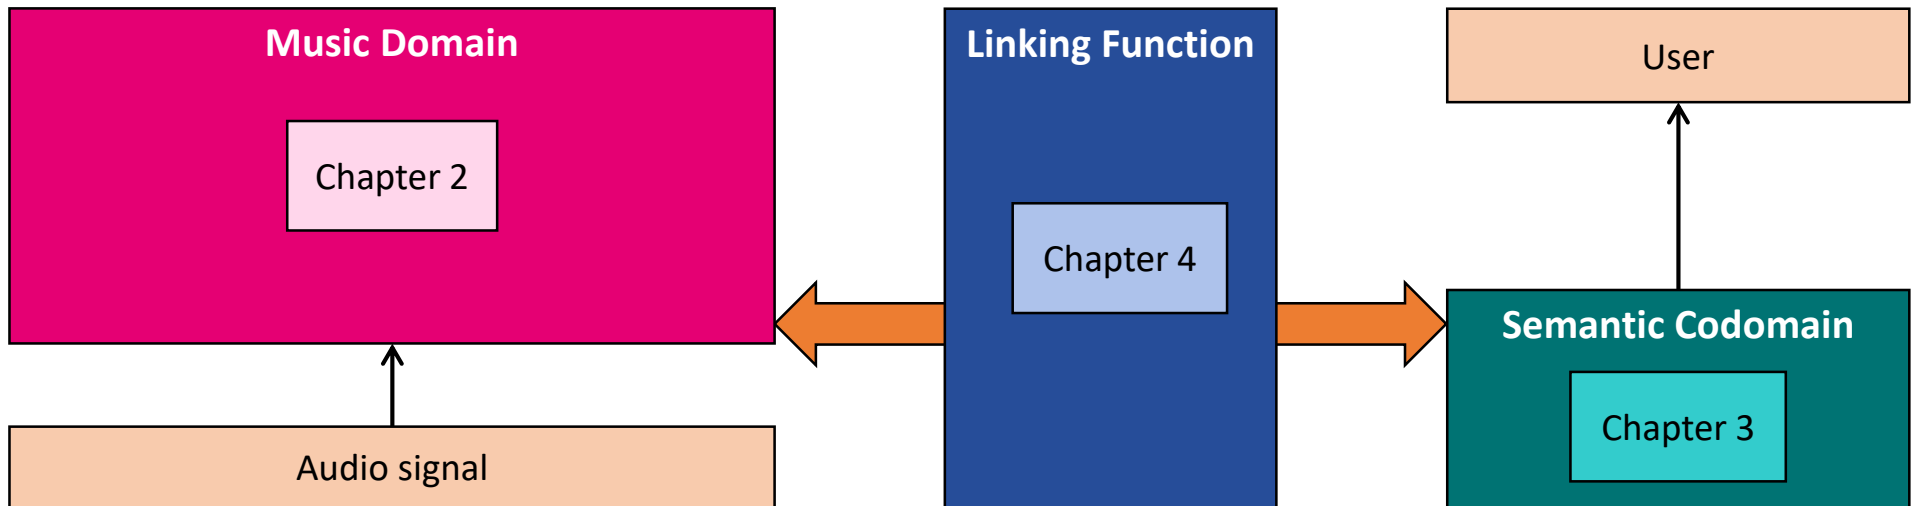 Music Domain
Chapter 2
Audio signal
Linking Function
Chapter 4
User
Semantic Codomain
Chapter 3